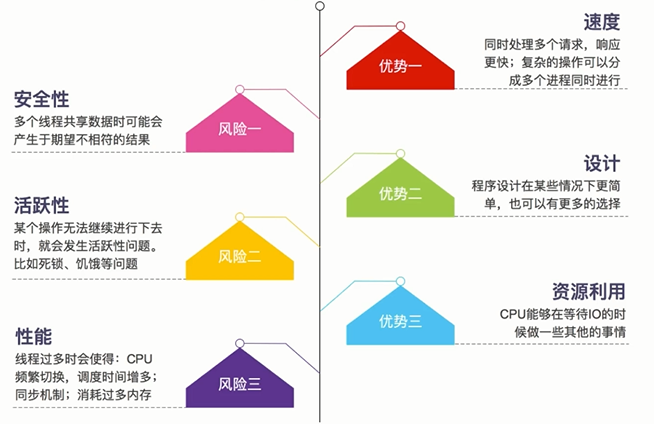 速度
同时处理多个请求，响应
更快；复杂的操作可以分
成多个进程同时进行
优势一
安全性
多个线程共享数据时可能会
产生于期望不相符的结果
风险一
设计
程序设计在某些情况下更简
单，也可以有更多的选择
优势二
活跃性
某个操作无法继续进行下去
时，就会发生活跃性问题。
比如死锁、饥饿等问题
风险二
资源利用
CPU能够在等待IO的时
候做一些其他的事情
优势三
性能
线程过多时会使得：CPU
频繁切换，调度时间增多；
同步机制；消耗过多内存
风险三